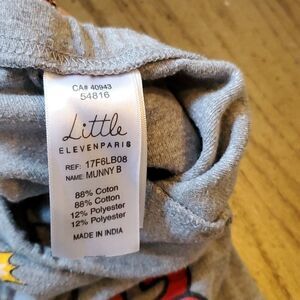 CA# 40943
54816
Little
ELEVENPARIS
REF: 17F6LB08
NAME: MUNNY B
88% Coton
88% Cotton
12% Polyester
12% Polyester
MADE IN INDIA